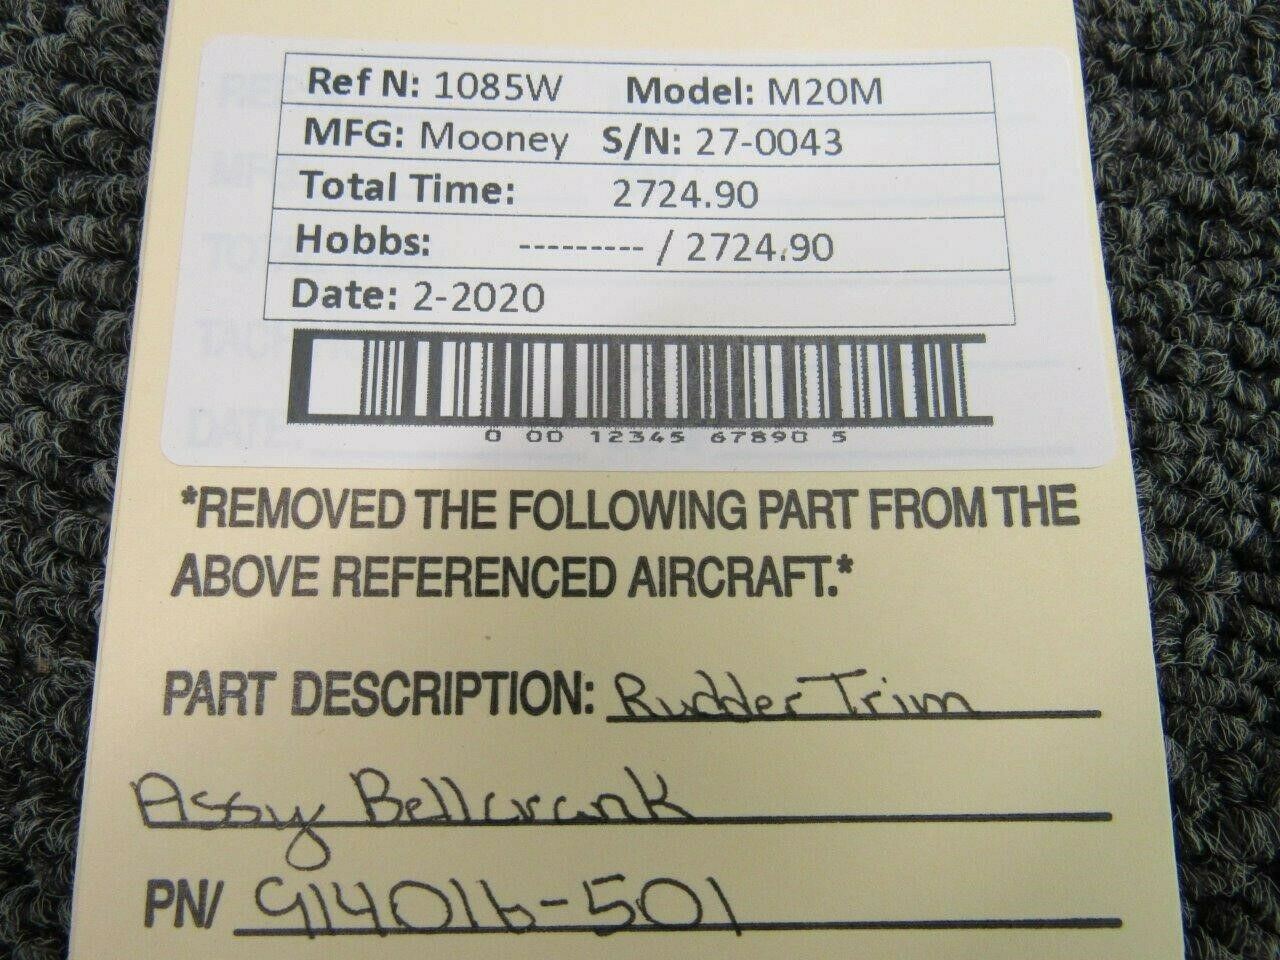 Ref N: 1085W Model: M20M
MFG: Mooney S/N: 27-0043
Total Time: 2724.90
Hobbs: --------- / 2724.90
Date: 2-2020
0 00 12345 67890 5
*REMOVED THE FOLLOWING PART FROM THE
ABOVE REFERENCED AIRCRAFT.*
PART DESCRIPTION: Rudder Trim
Assy Bellcrank
PN/ 914016-501